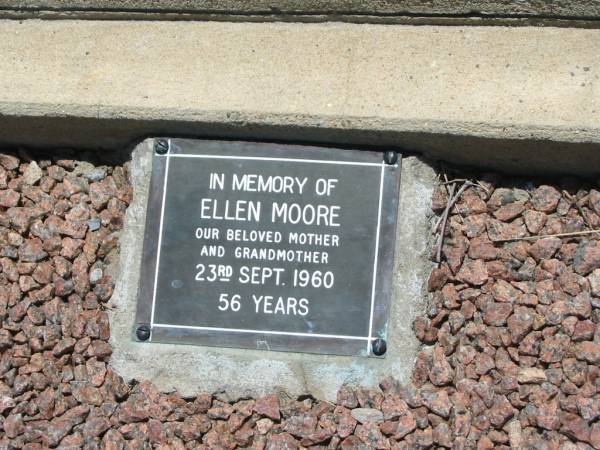 IN MEMORY OF
ELLEN MOORE
OUR BELOVED MOTHER
AND GRANDMOTHER
23RD SEPT. 1960
56 YEARS